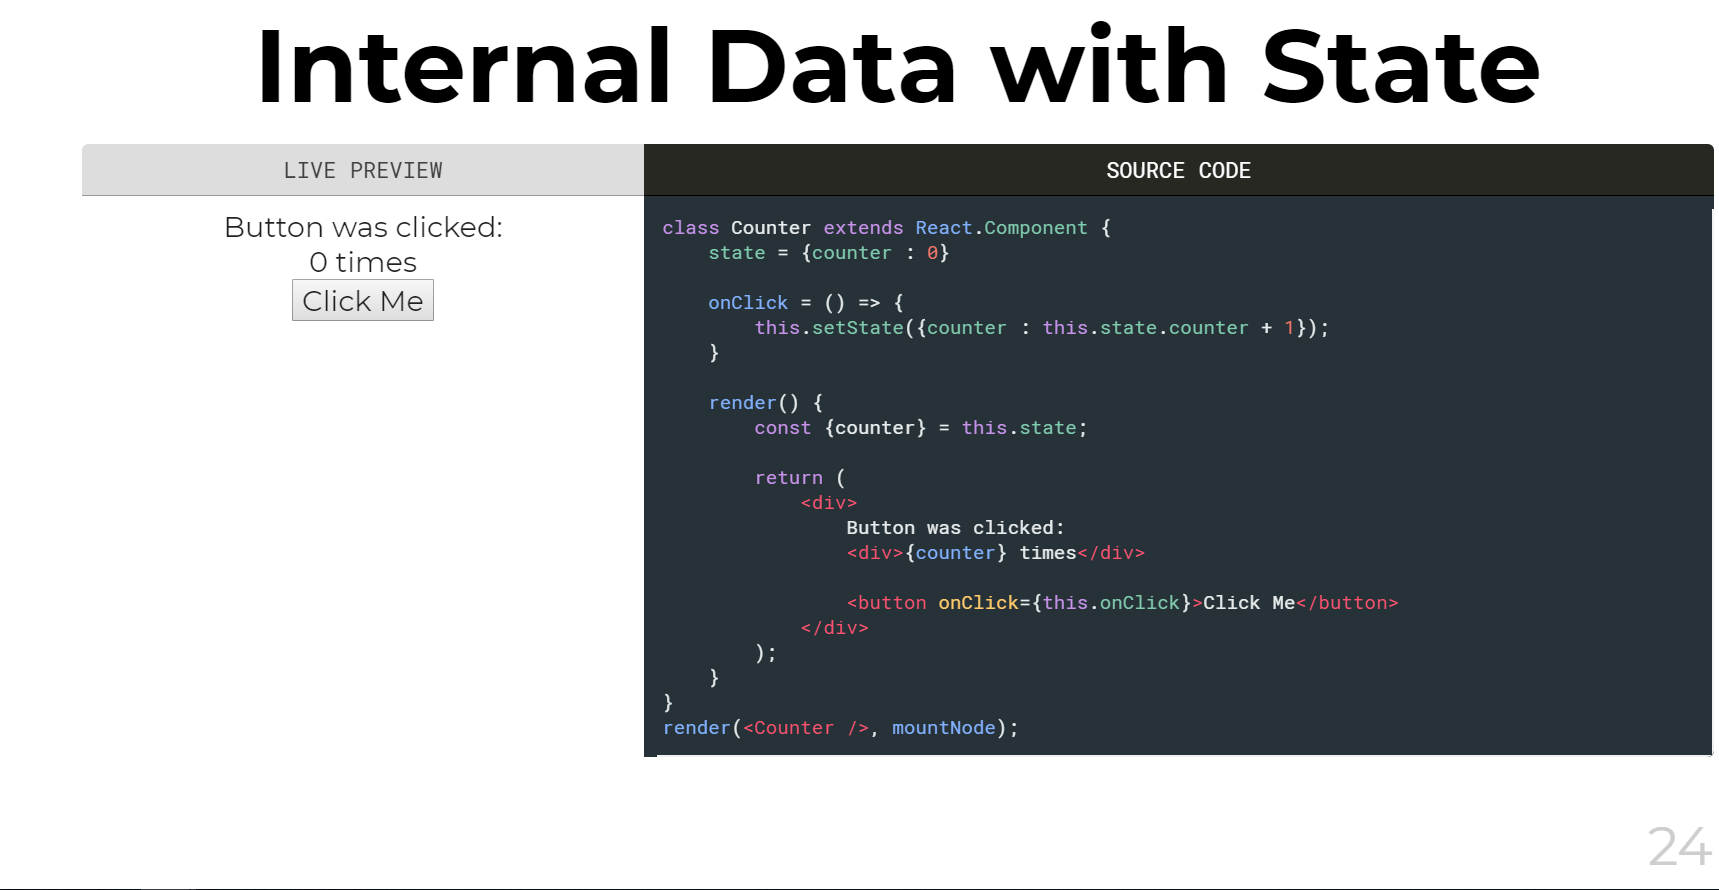 Internal Data with State
LIVE PREVIEW
Button was clicked:
0 times
Click Me
SOURCE CODE
class Counter extends React.Component {
    state = {counter : 0}

    onClick = () => {
        this.setState({counter : this.state.counter + 1});
    }

    render() {
        const {counter} = this.state;

        return (
            <div>
                Button was clicked:
                <div>{counter} times</div>

                <button onClick={this.onClick}>Click Me</button>
            </div>
        );
    }
}
render(<Counter />, mountNode);
24